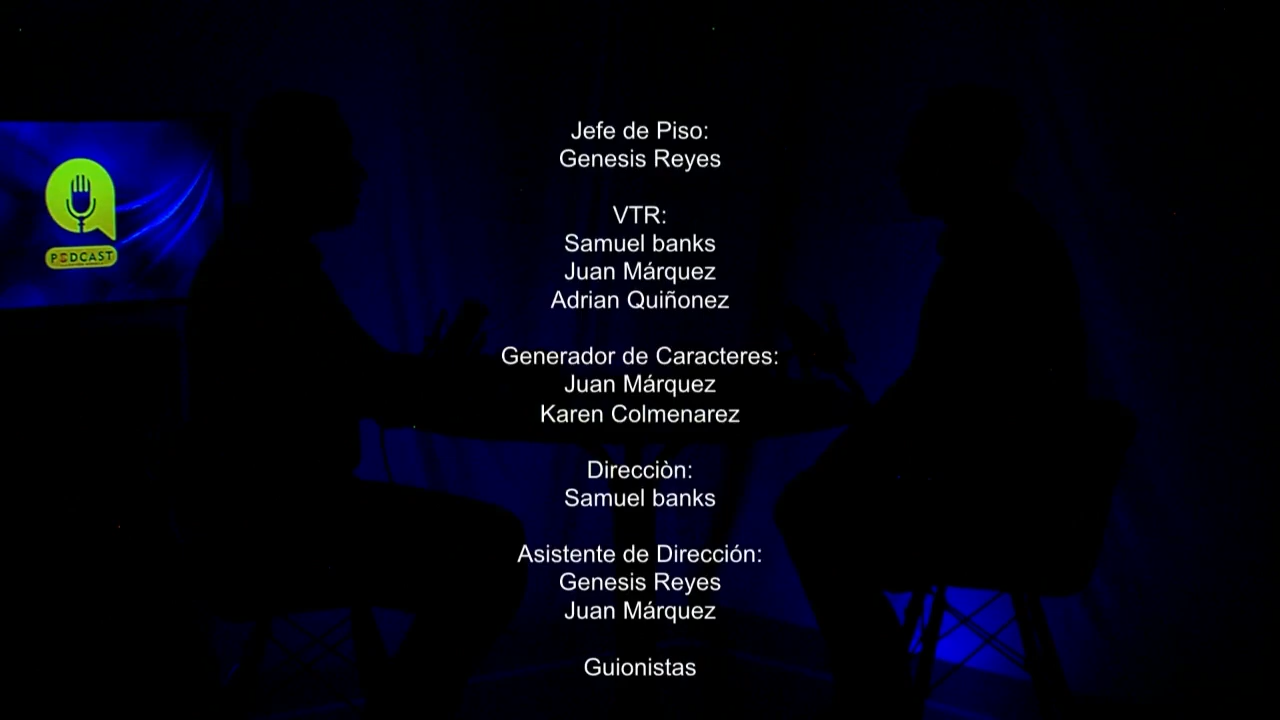 Jefe de Piso:
Genesis Reyes
VTR:
Samuel banks
Juan Márquez
Adrian Quiñonez
Generador de Caracteres:
Juan Márquez
Karen Colmenarez
Direcciòn:
Samuel banks
Asistente de Dirección:
Genesis Reyes
Juan Márquez
Guionistas
PODCAST